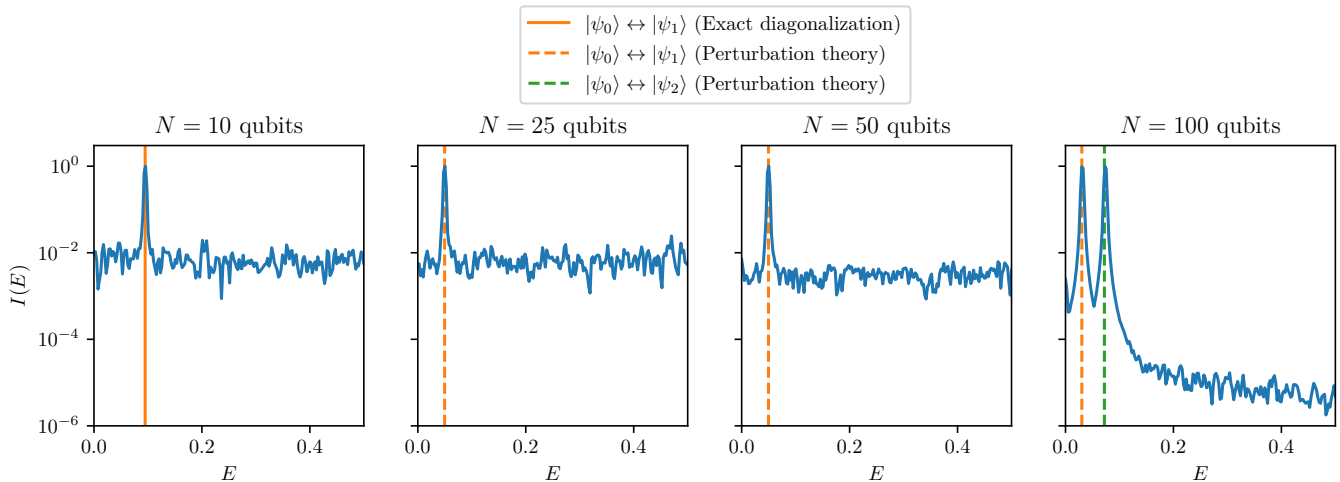 |ψ₀⟩ ↔ |ψ₁⟩ (Exact diagonalization)
|ψ₀⟩ ↔ |ψ₁⟩ (Perturbation theory)
|ψ₀⟩ ↔ |ψ₂⟩ (Perturbation theory)
N = 10 qubits
N = 25 qubits
N = 50 qubits
N = 100 qubits
I(E)
10⁰
10⁻²
10⁻⁴
10⁻⁶
0.0 0.2 0.4
0.0 0.2 0.4
0.0 0.2 0.4
0.0 0.2 0.4
E
E
E
E